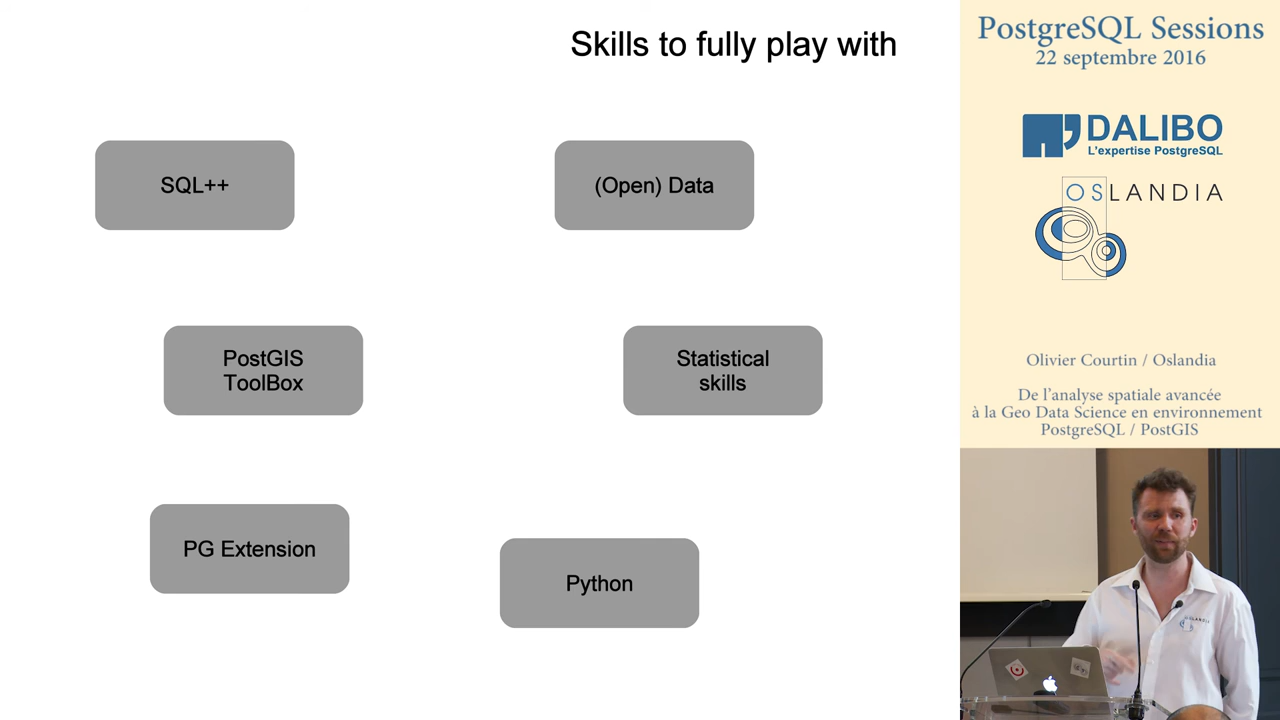 Skills to fully play with
SQL++
(Open) Data
PostGIS
ToolBox
Statistical
skills
PG Extension
Python
PostgreSQL Sessions
22 septembre 2016
DALIBO
L'expertise PostgreSQL
OSLANDIA
Olivier Courtin / Oslandia
De l'analyse spatiale avancée
à la Geo Data Science en environnement
PostgreSQL / PostGIS
OSLANDIA